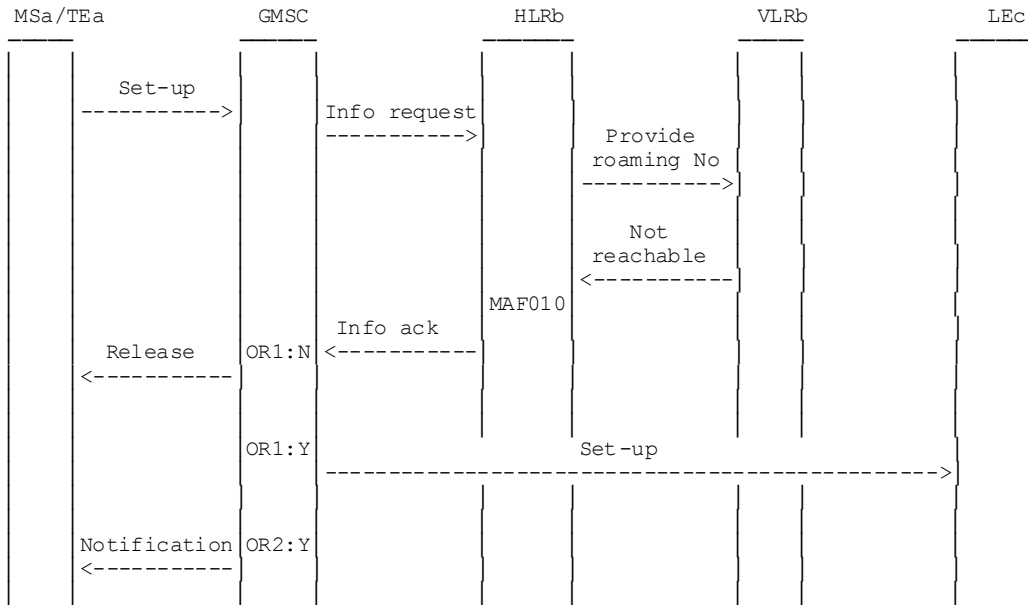 MSa/TEa GMSC HLRb VLRb LEc
Set-up
Info request
Provide
roaming No
Not
reachable
MAF010
Info ack
Release OR1:N
OR1:Y Set-up
Notification OR2:Y